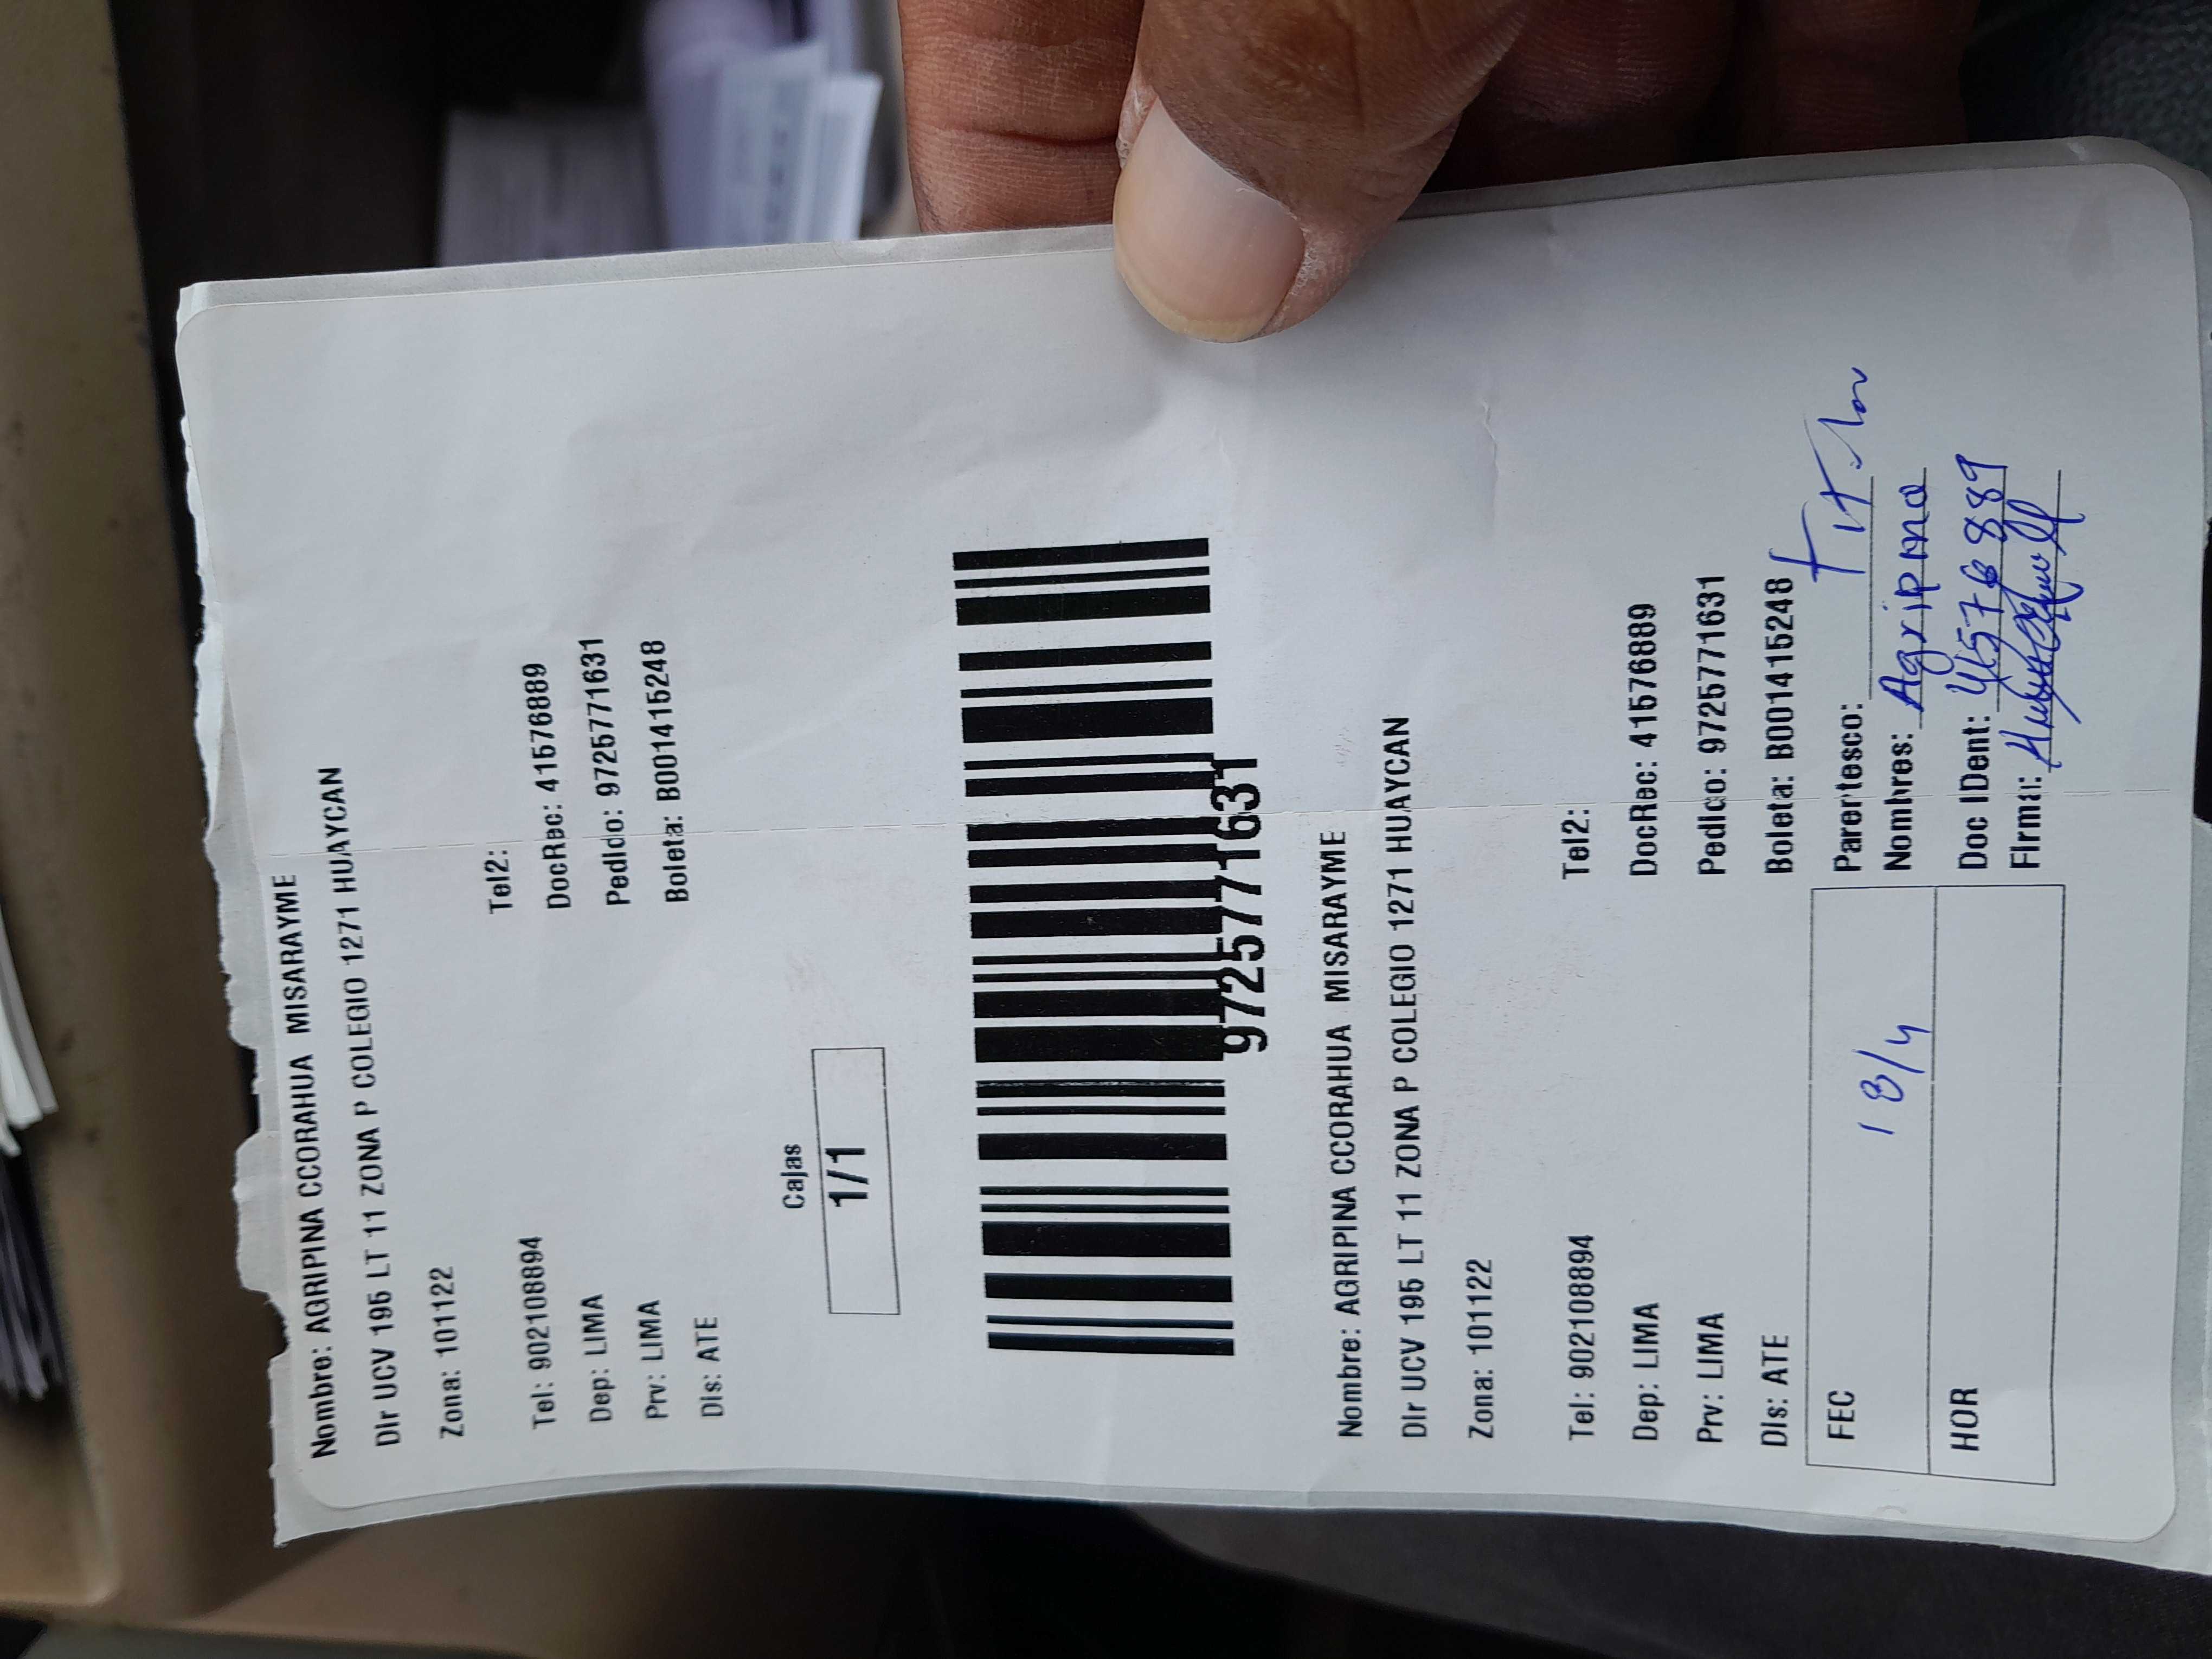 Nombre: AGRIPINA CCORAHUA MISARAYME
Dir UCV 195 LT 11 ZONA P COLEGIO 1271 HUAYCAN
Zona: 101122
Tel: 902108894 Tel2:
Dep: LIMA DocRec: 41576889
Prv: LIMA Pedido: 9725771631
Dis: ATE Boleta: B001415248
Cajas
1/1
9725771631
Nombre: AGRIPINA CCORAHUA MISARAYME
Dir UCV 195 LT 11 ZONA P COLEGIO 1271 HUAYCAN
Zona: 101122
Tel: 902108894 Tel2:
Dep: LIMA DocRec: 41576889
Prv: LIMA Pedido: 9725771631
Dis: ATE Boleta: B001415248
FEC 18/4 Parentesco:
Nombres: Agripina
HOR Doc IDent: 41576889
Firma: